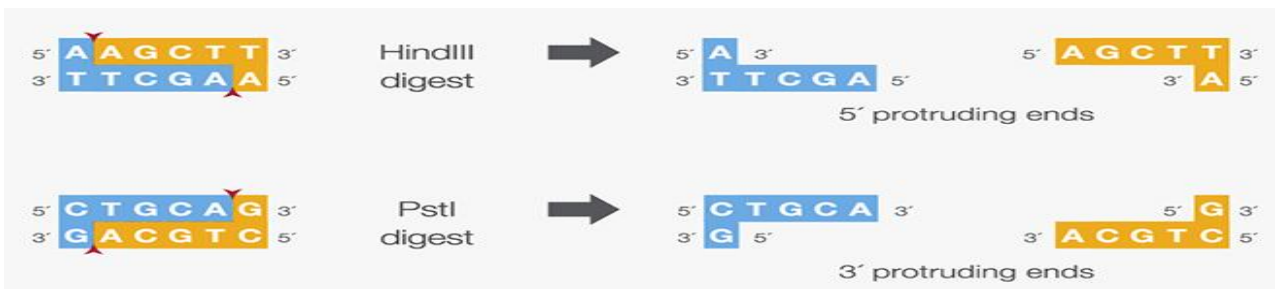 5′ A A G C T T 3′ HindIII 5′ A 3′ 5′ A G C T T 3′
3′ T T C G A A 5′ digest 3′ T T C G A 5′ 3′ A 5′
5′ protruding ends
5′ C T G C A G 3′ PstI 5′ C T G C A 3′ 5′ G 3′
3′ G A C G T C 5′ digest 3′ G 5′ 3′ A C G T C 5′
3′ protruding ends